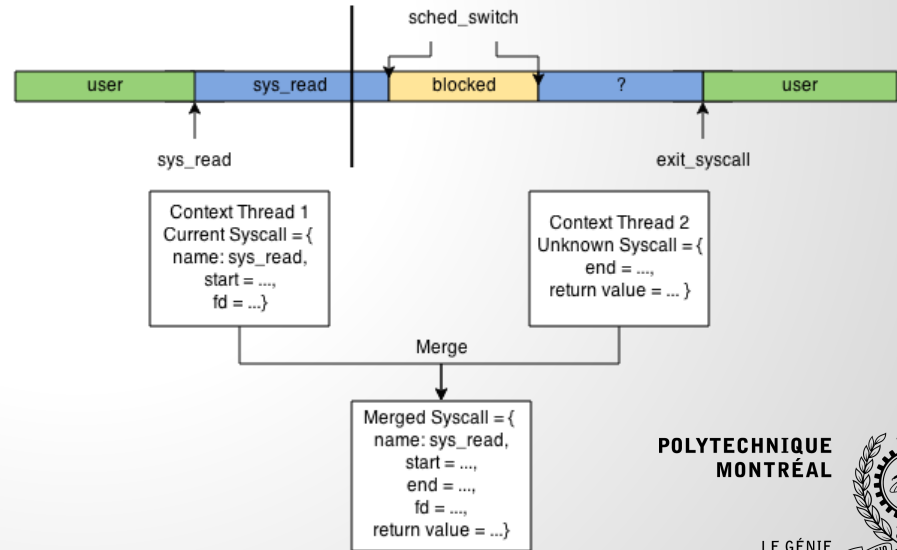 sched_switch
user
sys_read
blocked
?
user
sys_read
exit_syscall
Context Thread 1
Current Syscall = {
name: sys_read,
start = ...,
fd = ...}
Context Thread 2
Unknown Syscall = {
end = ...,
return value = ... }
Merge
Merged Syscall = {
name: sys_read,
start = ...,
end = ...,
fd = ...,
return value = ...}
POLYTECHNIQUE
MONTRÉAL
LE GÉNIE